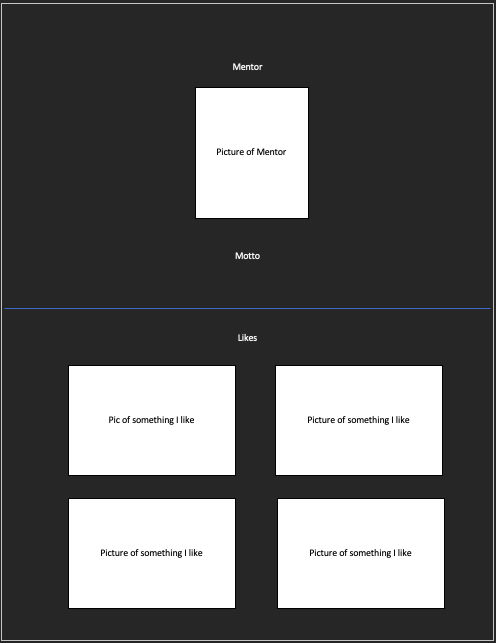 Mentor
Picture of Mentor
Motto
Likes
Pic of something I like
Picture of something I like
Picture of something I like
Picture of something I like